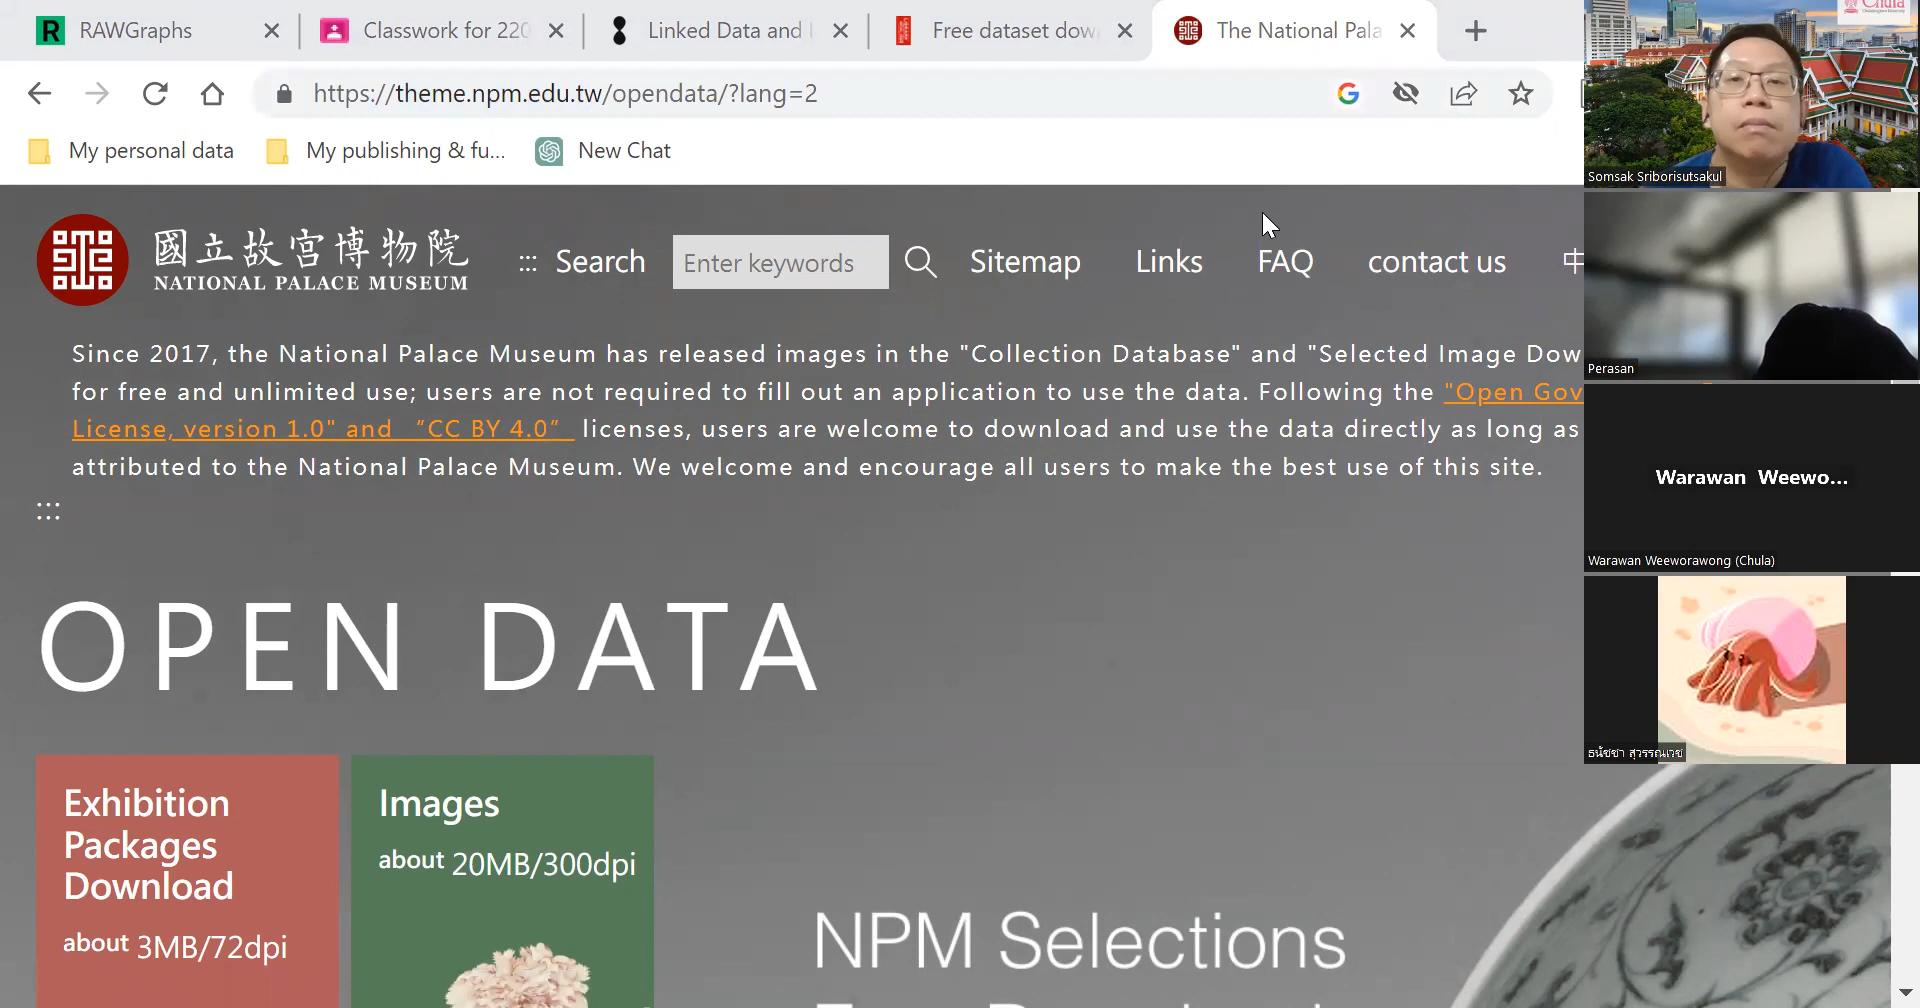 RAWGraphs
Classwork for 220
Linked Data and
Free dataset dow
The National Pala
https://theme.npm.edu.tw/opendata/?lang=2
My personal data
My publishing & fu...
New Chat
國立故宮博物院
NATIONAL PALACE MUSEUM
Search
Enter keywords
Sitemap
Links
FAQ
contact us
Since 2017, the National Palace Museum has released images in the "Collection Database" and "Selected Image Dow
for free and unlimited use; users are not required to fill out an application to use the data. Following the "Open Gov
License, version 1.0" and “CC BY 4.0” licenses, users are welcome to download and use the data directly as long as
attributed to the National Palace Museum. We welcome and encourage all users to make the best use of this site.
OPEN DATA
Exhibition
Packages
Download
about 3MB/72dpi
Images
about 20MB/300dpi
NPM Selections
Chula
Somsak Sriborisutsakul
Perasan
Warawan Weewo...
Warawan Weeworawong (Chula)
ธนัชชา สุวรรณเวช